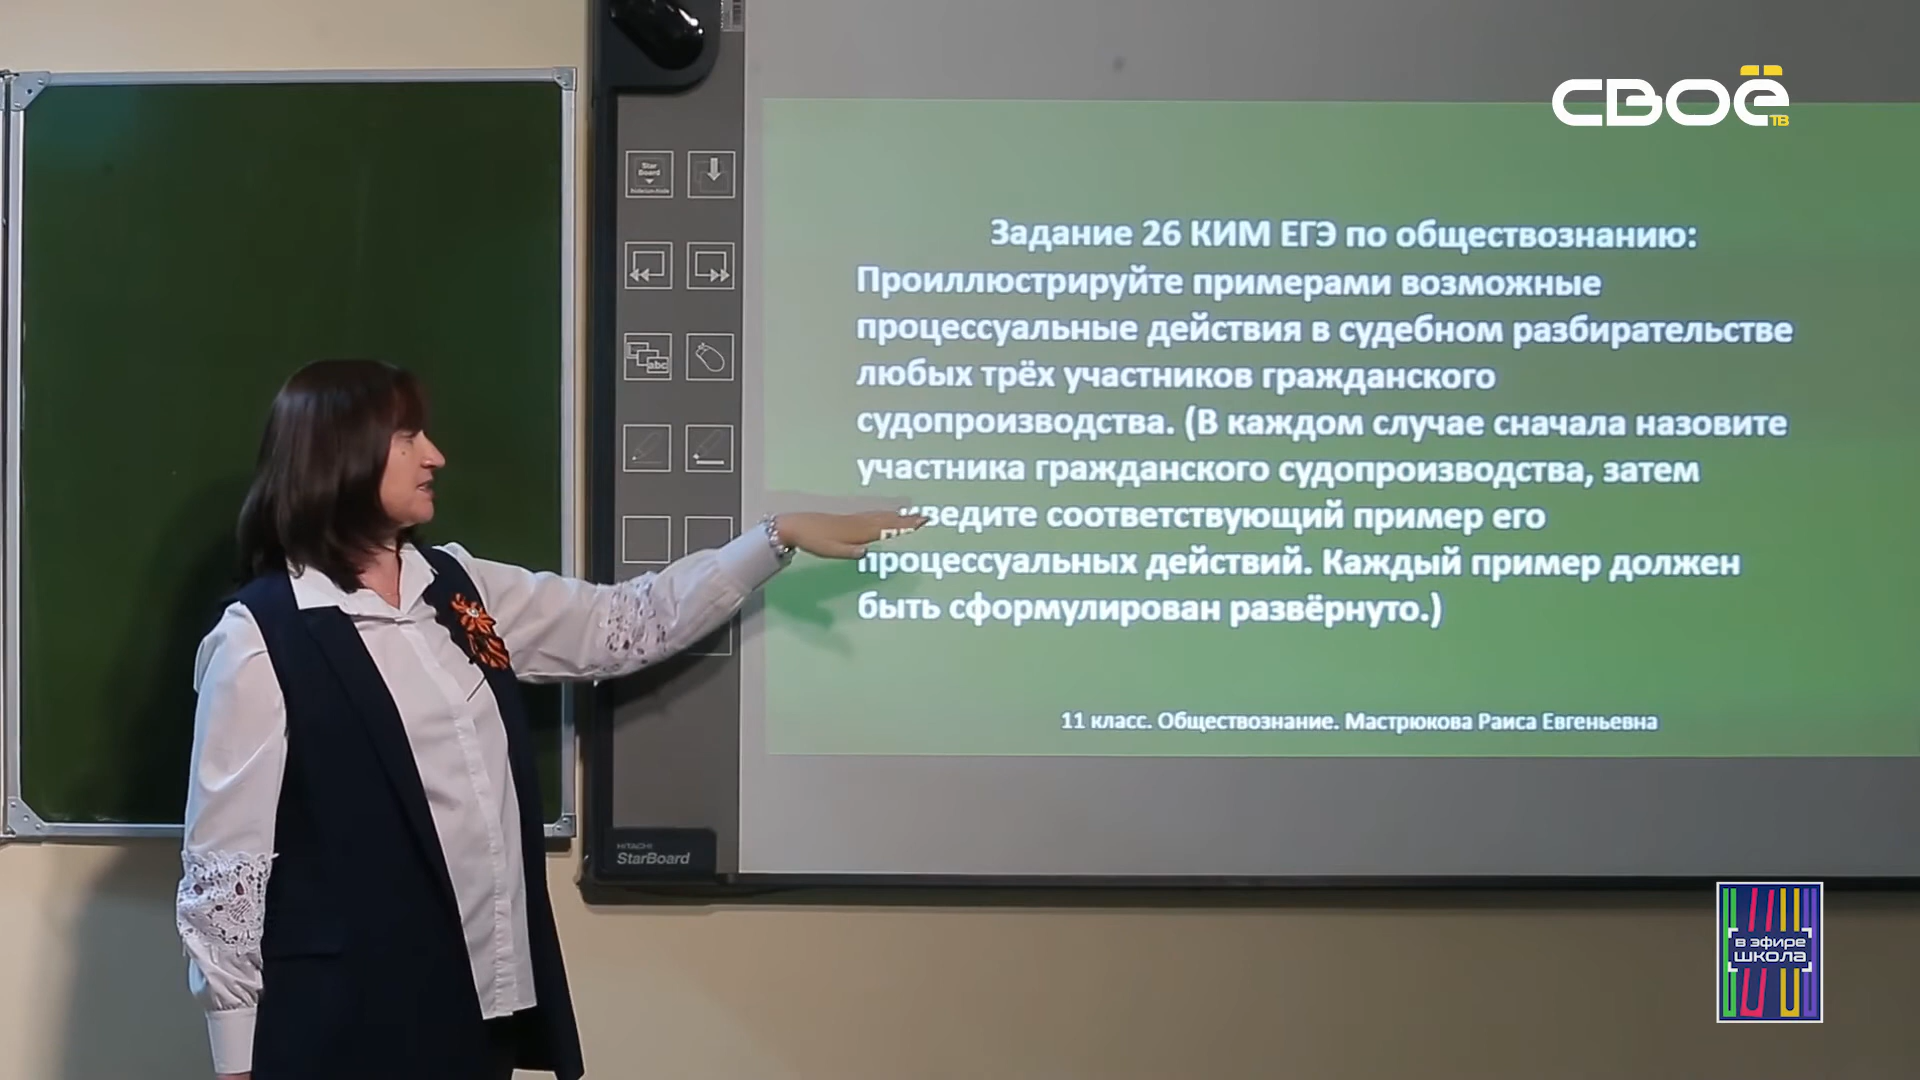 СВОЁ
ТВ
Star
Board
abc
Задание 26 КИМ ЕГЭ по обществознанию:
Проиллюстрируйте примерами возможные
процессуальные действия в судебном разбирательстве
любых трёх участников гражданского
судопроизводства. (В каждом случае сначала назовите
участника гражданского судопроизводства, затем
соответствующий пример его
процессуальных действий. Каждый пример должен
быть сформулирован развёрнуто.)
11 класс. Обществознание. Мастрюкова Раиса Евгеньевна
HITACHI
StarBoard
В ЭФИРЕ
ШКОЛА